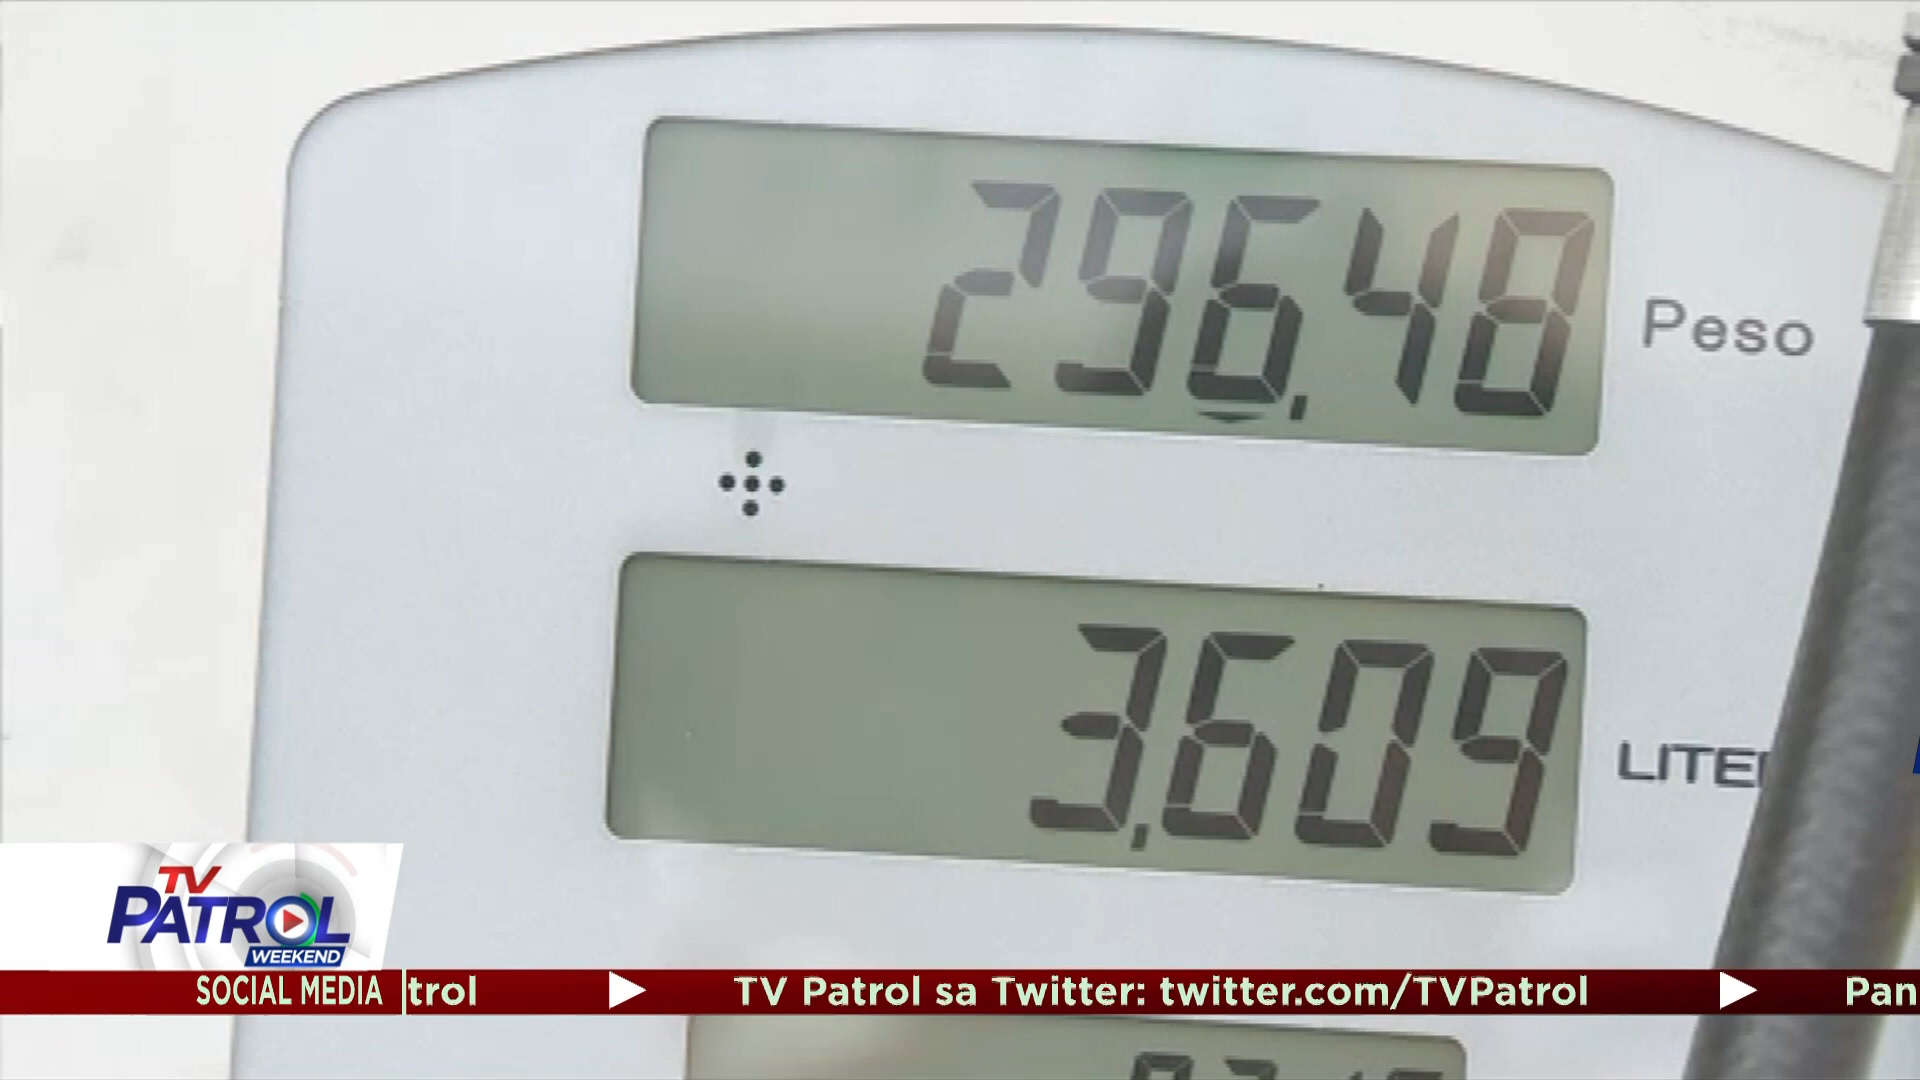 296.48
Peso
3.609
LITE
TV
PATROL
WEEKEND
SOCIAL MEDIA
trol
TV Patrol sa Twitter: twitter.com/TVPatrol
Pan